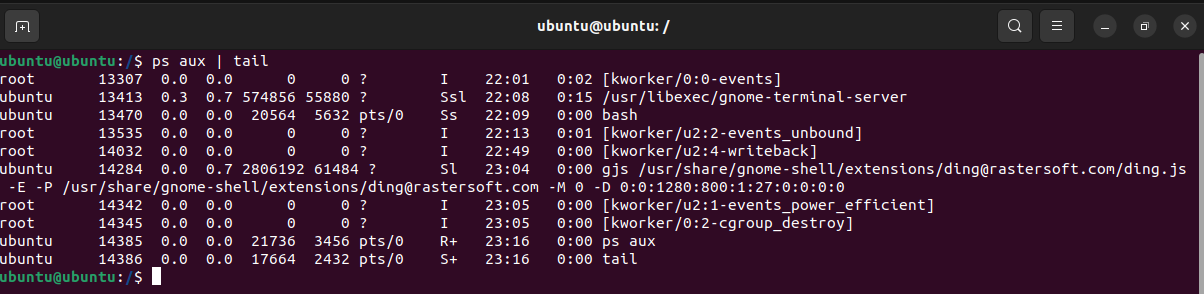 ubuntu@ubuntu: /
ubuntu@ubuntu:/$ ps aux | tail
root       13307  0.0  0.0      0     0 ?        I    22:01   0:02 [kworker/0:0-events]
ubuntu     13413  0.3  0.7 574856 55880 ?        Ssl  22:08   0:15 /usr/libexec/gnome-terminal-server
ubuntu     13470  0.0  0.0  20564  5632 pts/0    Ss   22:09   0:00 bash
root       13535  0.0  0.0      0     0 ?        I    22:13   0:01 [kworker/u2:2-events_unbound]
root       14032  0.0  0.0      0     0 ?        I    22:49   0:00 [kworker/u2:4-writeback]
ubuntu     14284  0.0  0.7 2806192 61484 ?       Sl   23:04   0:00 gjs /usr/share/gnome-shell/extensions/ding@rastersoft.com/ding.js
 -E -P /usr/share/gnome-shell/extensions/ding@rastersoft.com -M 0 -D 0:0:1280:800:1:27:0:0:0:0
root       14342  0.0  0.0      0     0 ?        I    23:05   0:00 [kworker/u2:1-events_power_efficient]
root       14345  0.0  0.0      0     0 ?        I    23:05   0:00 [kworker/0:2-cgroup_destroy]
ubuntu     14385  0.0  0.0  21736  3456 pts/0    R+   23:16   0:00 ps aux
ubuntu     14386  0.0  0.0  17664  2432 pts/0    S+   23:16   0:00 tail
ubuntu@ubuntu:/$